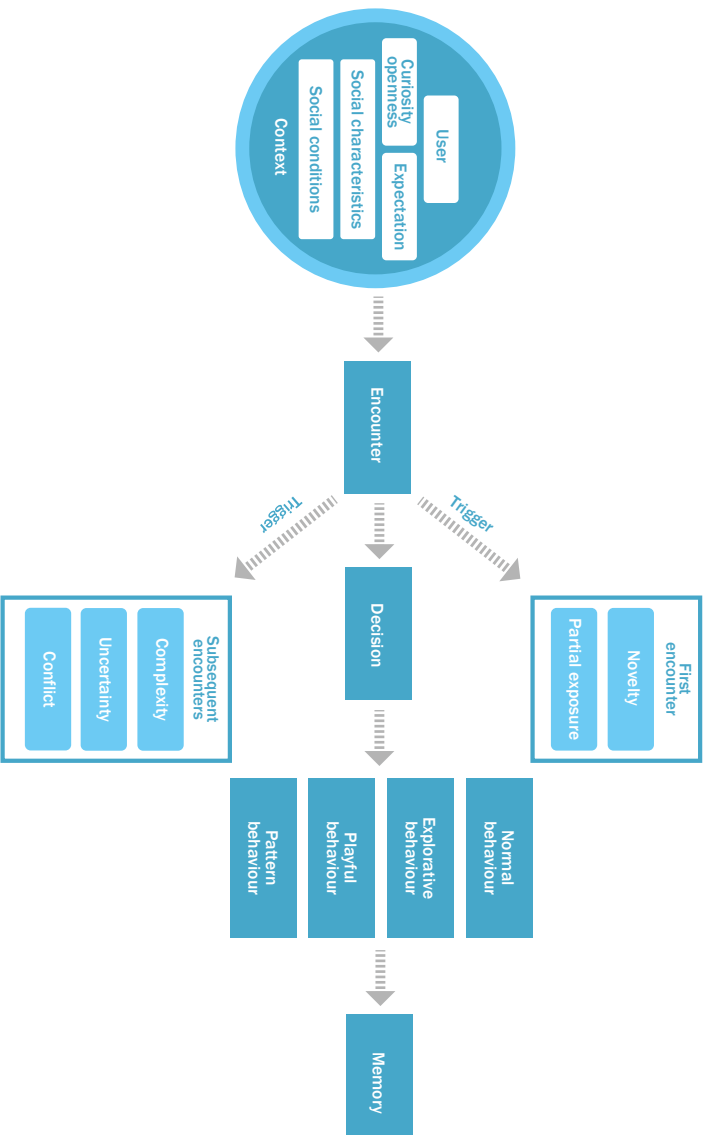 User
Curiosity
openness
Expectation
Social characteristics
Social conditions
Context
Encounter
Trigger
Trigger
First
encounter
Novelty
Partial exposure
Decision
Subsequent
encounters
Complexity
Uncertainty
Conflict
Normal
behaviour
Explorative
behaviour
Playful
behaviour
Pattern
behaviour
Memory